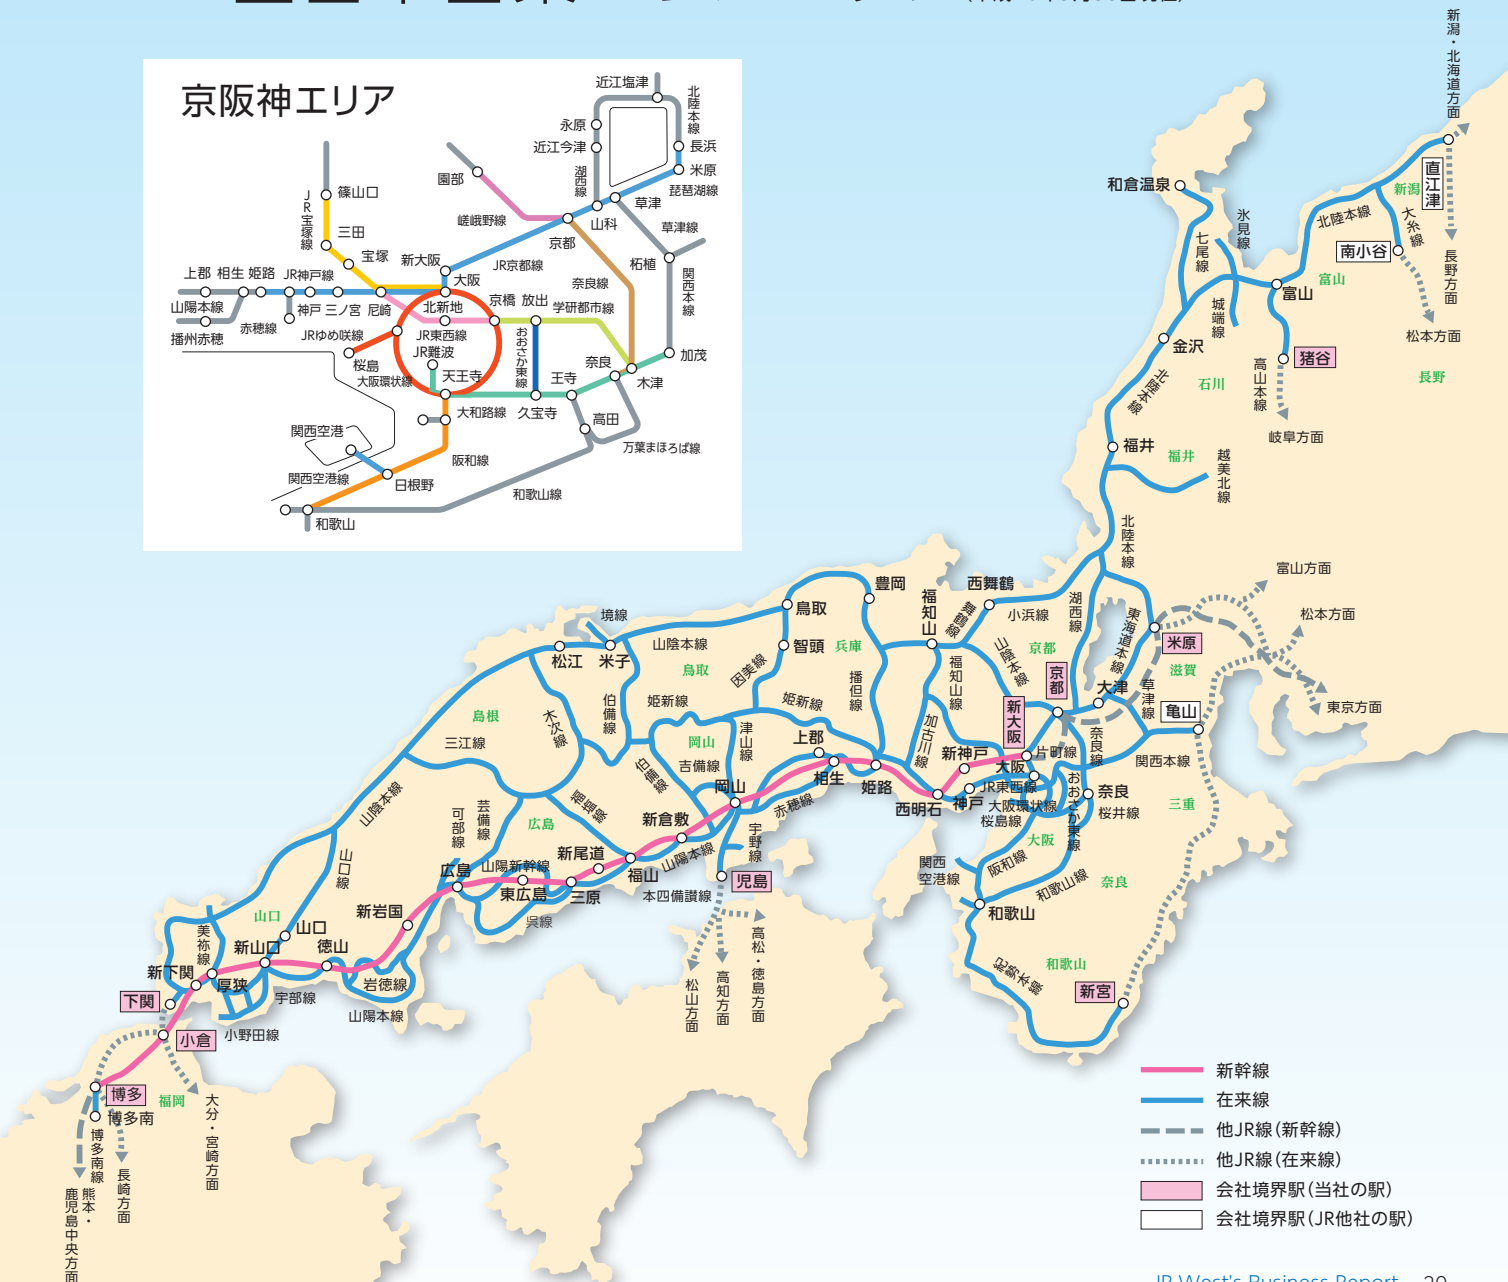 京阪神エリア
近江塩津
北陸本線
永原
近江今津
長浜
米原
湖西線
琵琶湖線
園部
草津
山科
嵯峨野線
京都
草津線
篠山口
JR宝塚線
三田
宝塚
新大阪
大阪
JR京都線
柘植
奈良線
関西本線
上郡
相生
姫路
JR神戸線
山陽本線
播州赤穂
赤穂線
神戸
三ノ宮
尼崎
北新地
京橋
放出
学研都市線
JR東西線
JRゆめ咲線
JR難波
おおさか東線
桜島
大阪環状線
天王寺
王寺
奈良
加茂
木津
大和路線
久宝寺
高田
万葉まほろば線
関西空港
阪和線
関西空港線
日根野
和歌山線
和歌山
新潟・北海道方面
直江津
新潟
北陸本線
大糸線
南小谷
長野方面
松本方面
長野
和倉温泉
氷見線
七尾線
富山
富山
城端線
金沢
石川
高山本線
猪谷
岐阜方面
北陸本線
福井
福井
越美北線
北陸本線
富山方面
松本方面
東京方面
米原
滋賀
東海道本線
湖西線
小浜線
西舞鶴
舞鶴線
福知山
豊岡
鳥取
智頭
兵庫
京都
京都
山陰本線
大津
草津線
亀山
新大阪
片町線
奈良線
関西本線
福知山線
播但線
加古川線
新神戸
大阪
JR東西線
大阪環状線
桜島線
神戸
西明石
奈良
桜井線
おおさか東線
三重
大阪
関西
空港線
阪和線
和歌山線
奈良
和歌山
和歌山
紀勢本線
新宮
境線
松江
米子
山陰本線
鳥取
因美線
姫新線
姫新線
伯備線
木次線
島根
三江線
岡山
津山線
吉備線
伯備線
上郡
相生
姫路
岡山
赤穂線
新倉敷
宇野線
児島
本四備讃線
山陽本線
福山
新尾道
三原
福塩線
広島
芸備線
可部線
広島
山陽新幹線
東広島
呉線
山陰本線
山口線
新岩国
山口
山口
徳山
新山口
美祢線
新下関
厚狭
岩徳線
宇部線
山陽本線
下関
小倉
小野田線
博多
福岡
博多南
博多南線
大分・宮崎方面
長崎方面
熊本・
鹿児島中央方面
松山方面
高知方面
高松・徳島方面
新幹線
在来線
他JR線(新幹線)
他JR線(在来線)
会社境界駅(当社の駅)
会社境界駅(JR他社の駅)